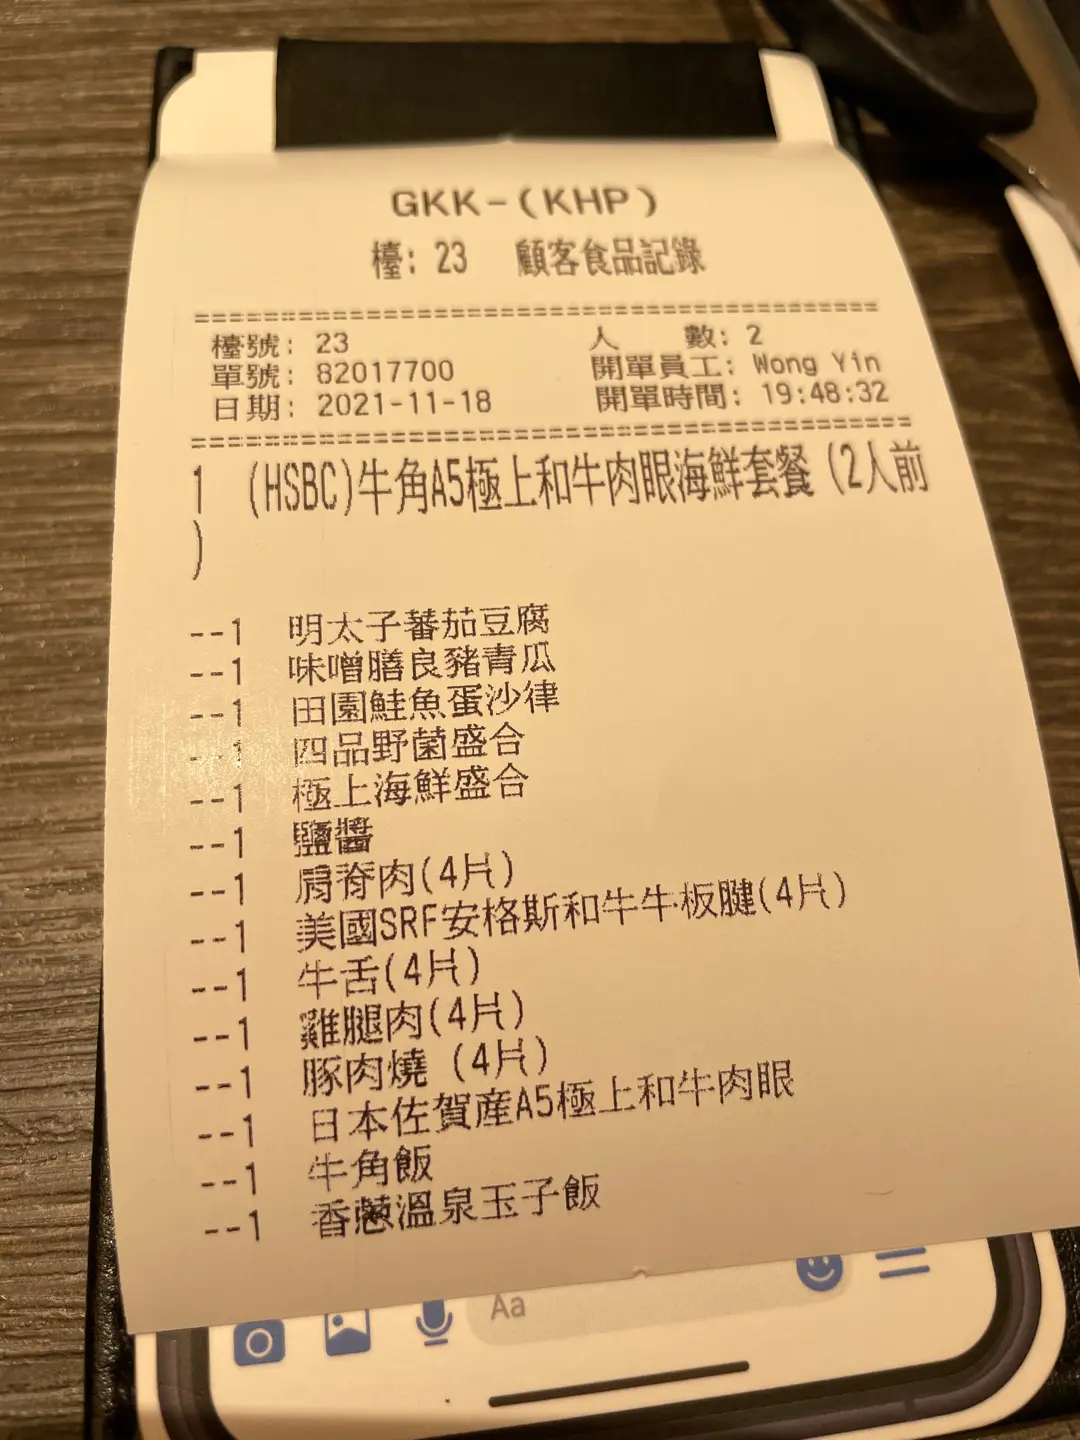 GKK-(KHP)
檯: 23 顧客食品記錄
==================================================
檯號: 23 人 數: 2
單號: 82017700 開單員工: Wong Yin
日期: 2021-11-18 開單時間: 19:48:32
==================================================
1 (HSBC)牛角A5極上和牛肉眼海鮮套餐 (2人前
)
--1 明太子蕃茄豆腐
--1 味噌膳良豬青瓜
--1 田園鮭魚蛋沙律
--1 四品野菌盛合
--1 極上海鮮盛合
--1 鹽醬
--1 肩脊肉(4片)
--1 美國SRF安格斯和牛牛板腱(4片)
--1 牛舌(4片)
--1 雞腿肉(4片)
--1 豚肉燒 (4片)
--1 日本佐賀産A5極上和牛肉眼
--1 牛角飯
--1 香蔥溫泉玉子飯
Aa